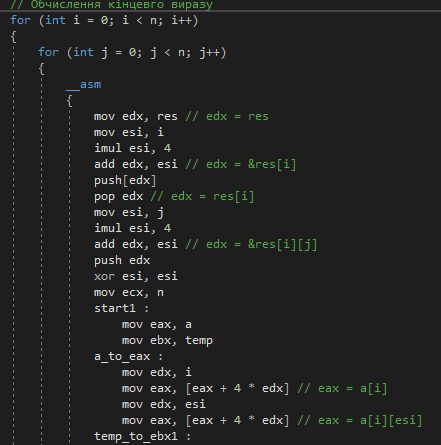 // Обчислення кінцевго виразу
for (int i = 0; i < n; i++)
{
for (int j = 0; j < n; j++)
{
__asm
{
mov edx, res // edx = res
mov esi, i
imul esi, 4
add edx, esi // edx = &res[i]
push[edx]
pop edx // edx = res[i]
mov esi, j
imul esi, 4
add edx, esi // edx = &res[i][j]
push edx
xor esi, esi
mov ecx, n
start1 :
mov eax, a
mov ebx, temp
a_to_eax :
mov edx, i
mov eax, [eax + 4 * edx] // eax = a[i]
mov edx, esi
mov eax, [eax + 4 * edx] // eax = a[i][esi]
temp_to_ebx1 :